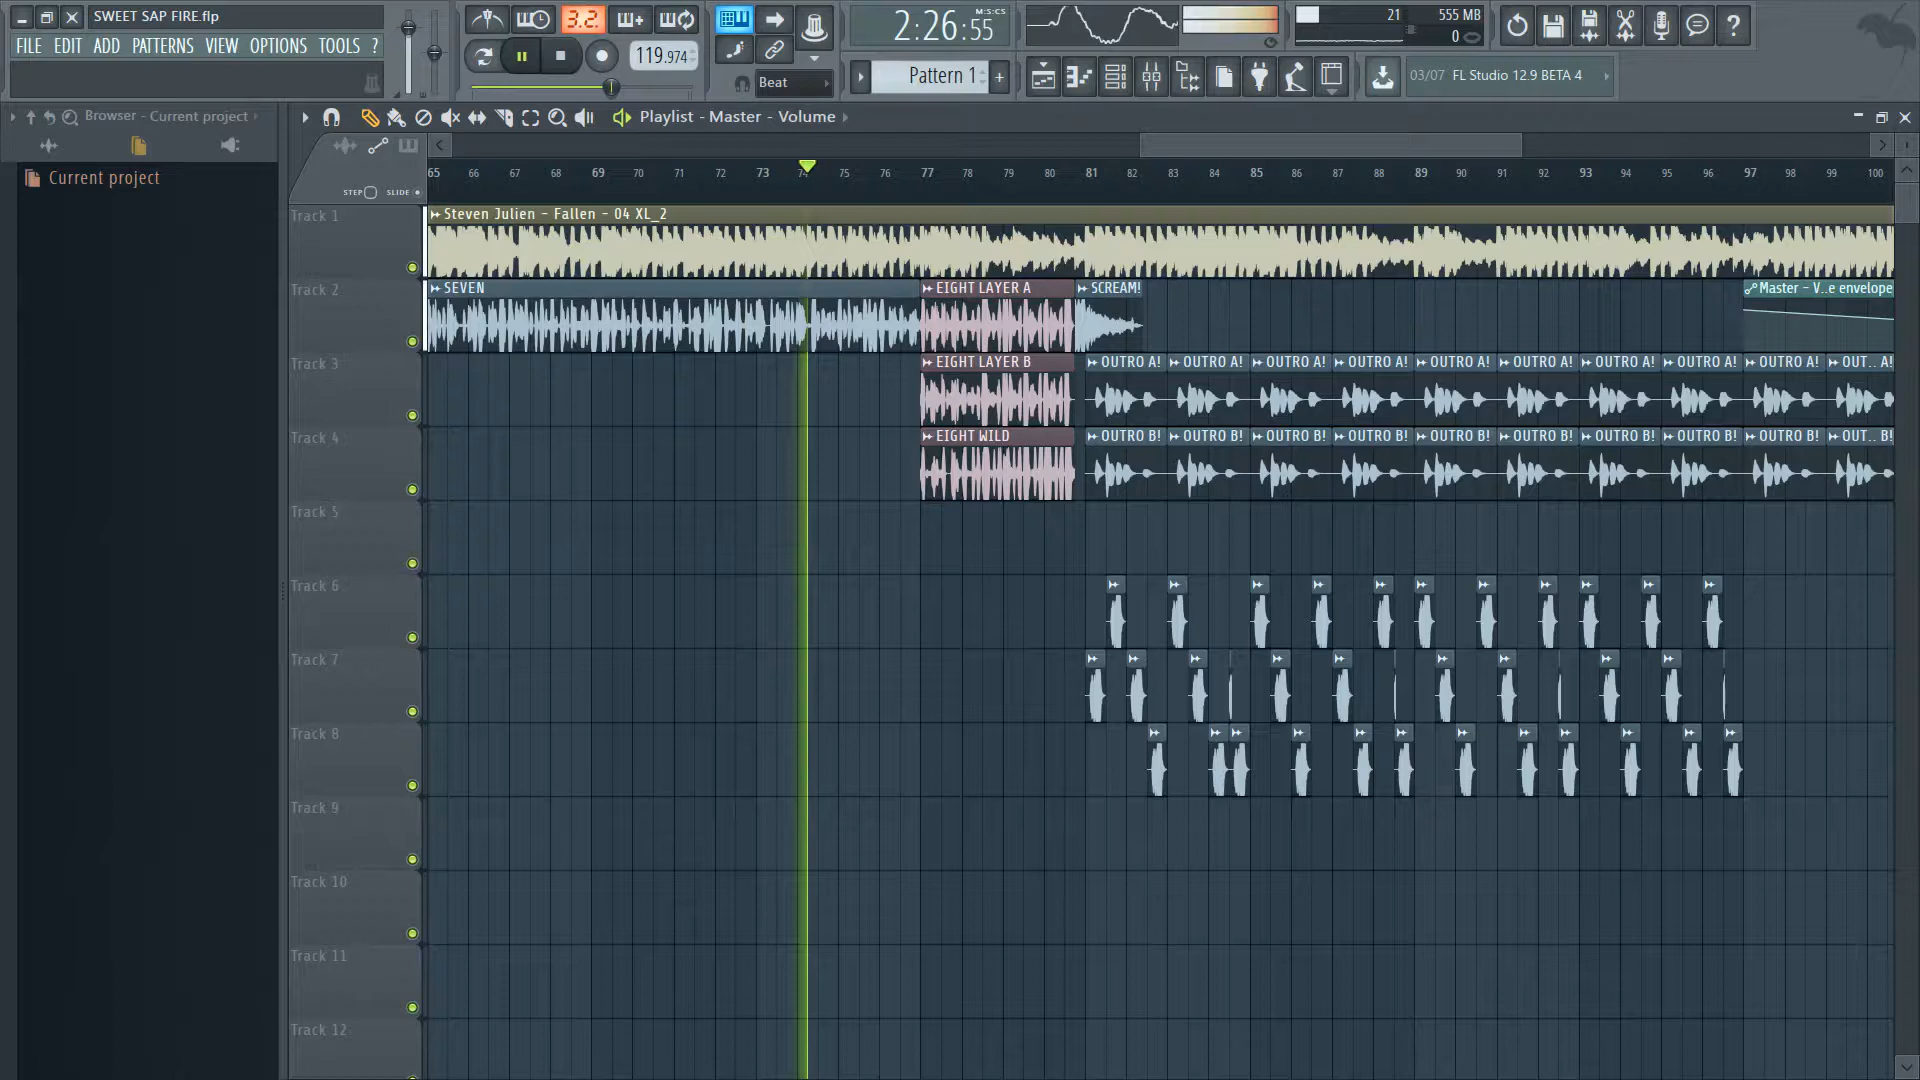 SWEET SAP FIRE.flp
FILE EDIT ADD PATTERNS VIEW OPTIONS TOOLS ?
3.2.
119.974
Beat
M:S:CS
2:26:55
Pattern 1
+
21
555 MB
0
?
03/07 FL Studio 12.9 BETA 4
Browser - Current project
Current project
Playlist - Master - Volume
STEP SLIDE
65 66 67 68 69 70 71 72 73 74 75 76 77 78 79 80 81 82 83 84 85 86 87 88 89 90 91 92 93 94 95 96 97 98 99 100
Track 1
Steven Julien - Fallen - 04 XL_2
Track 2
SEVEN
EIGHT LAYER A
SCREAM!
Master - V..e envelope
Track 3
EIGHT LAYER B
OUTRO A! OUTRO A! OUTRO A! OUTRO A! OUTRO A! OUTRO A! OUTRO A! OUTRO A! OUTRO A! OUT.. A!
Track 4
EIGHT WILD
OUTRO B! OUTRO B! OUTRO B! OUTRO B! OUTRO B! OUTRO B! OUTRO B! OUTRO B! OUTRO B! OUT.. B!
Track 5
Track 6
Track 7
Track 8
Track 9
Track 10
Track 11
Track 12